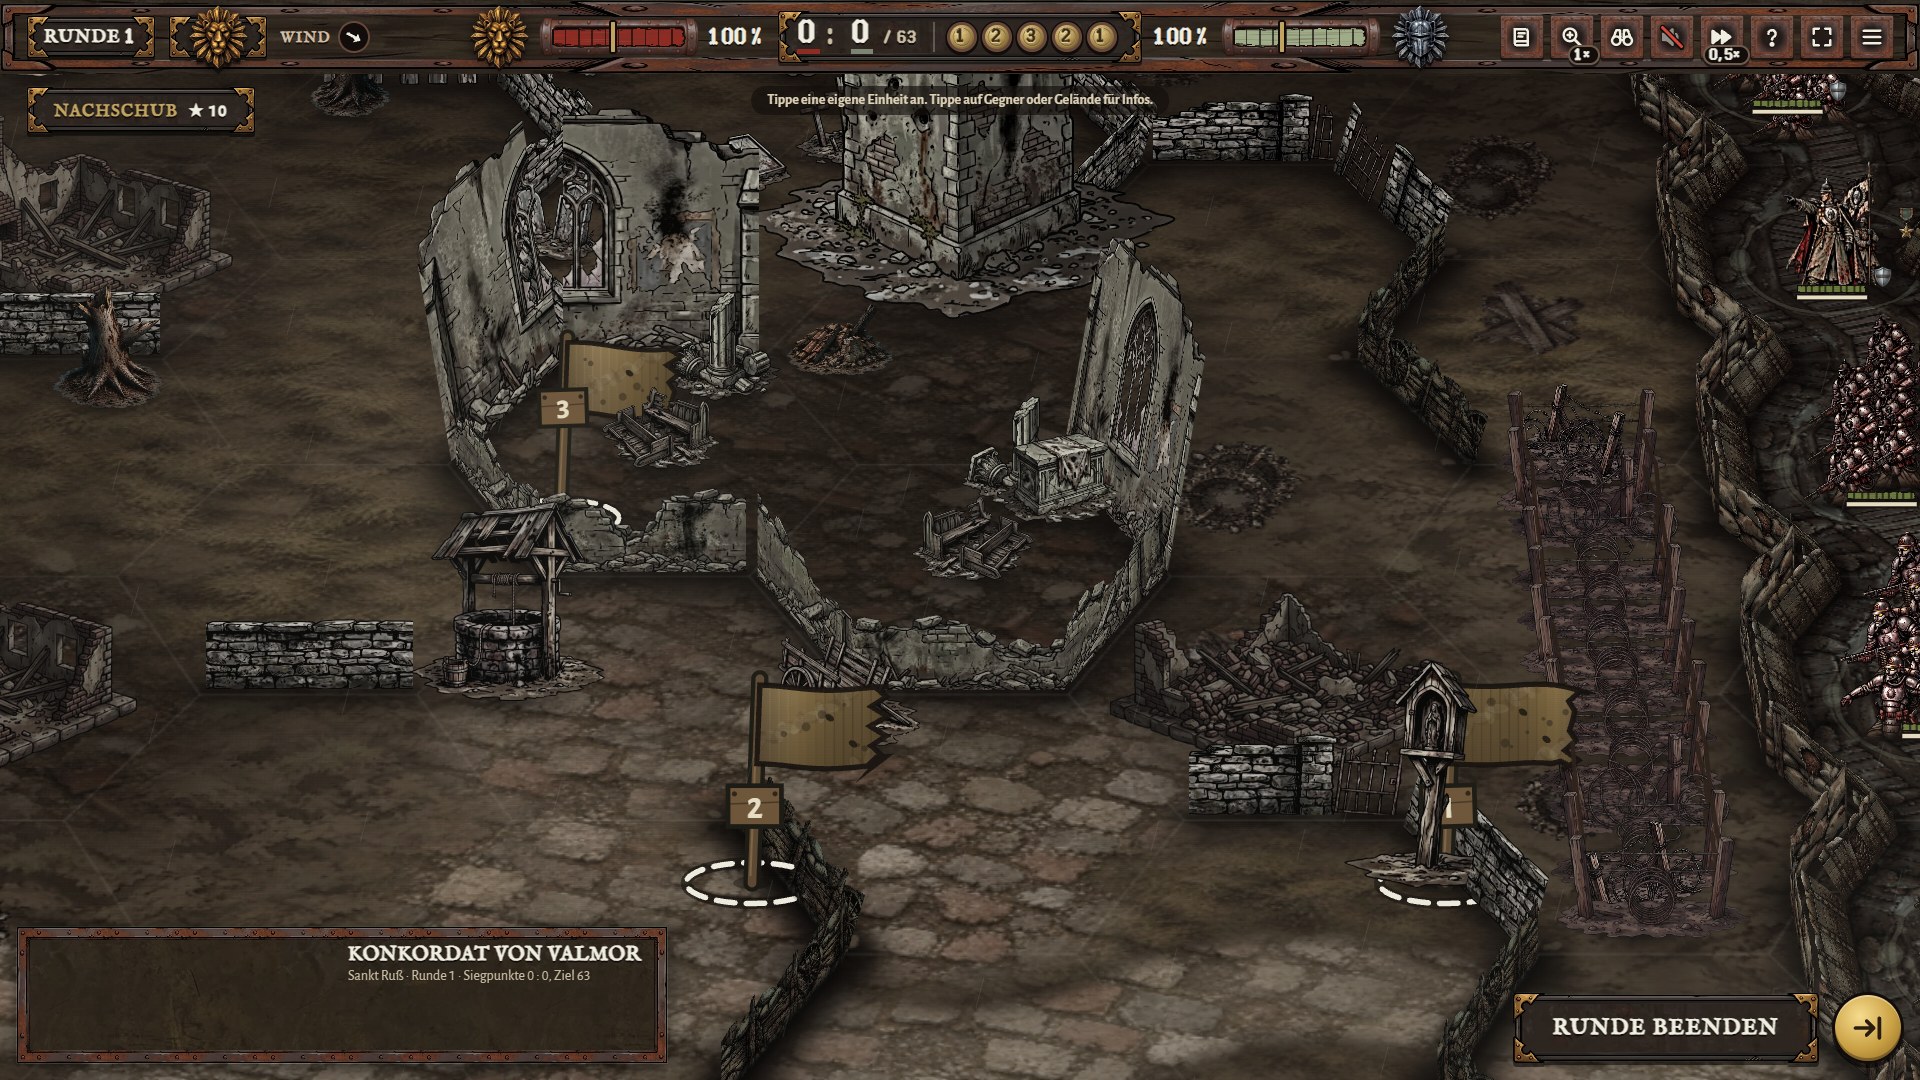 RUNDE 1
WIND
100 %
0 : 0 / 63
1 2 3 2 1
100 %
1×
0,5×
?
NACHSCHUB ★ 10
Tippe eine eigene Einheit an. Tippe auf Gegner oder Gelände für Infos.
3
2
1
KONKORDAT VON VALMOR
Sankt Ruß · Runde 1 · Siegpunkte 0 : 0, Ziel 63
RUNDE BEENDEN